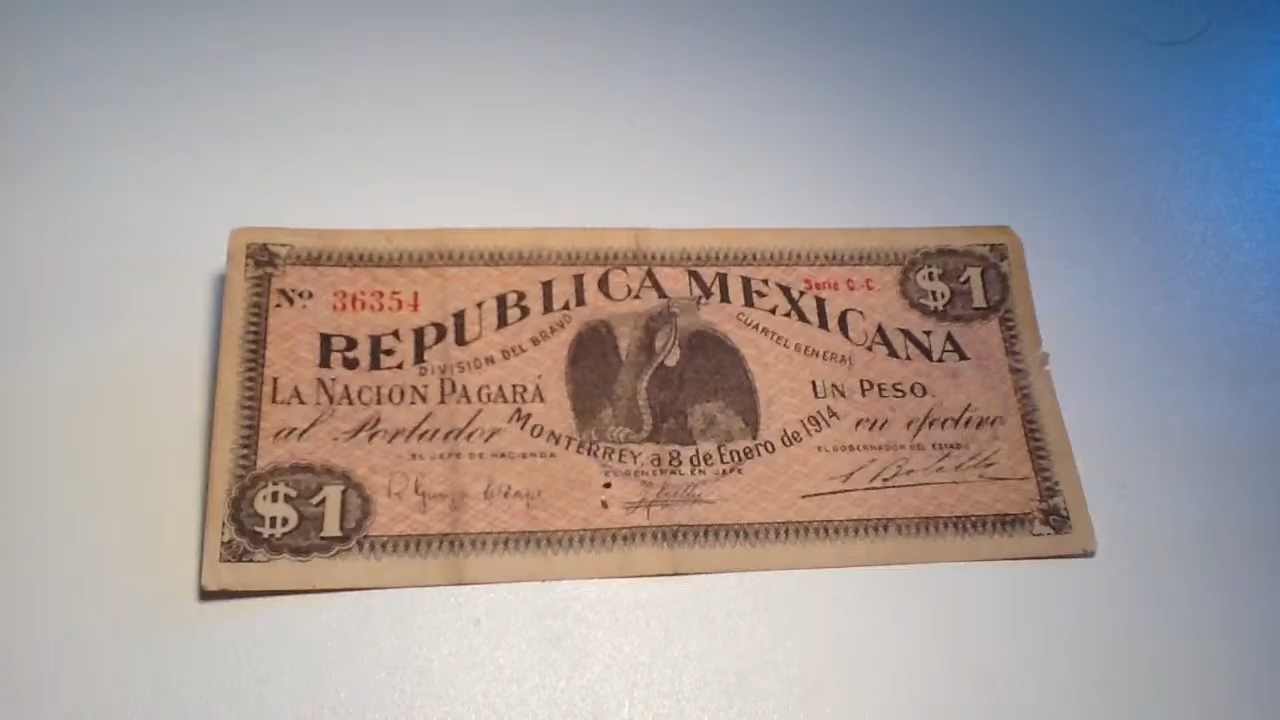 Nº 36354
Serie C.-C.
$1
REPUBLICA MEXICANA
DIVISIÓN DEL BRAVO
CUARTEL GENERAL
LA NACION PAGARÁ
UN PESO.
al Portador
en efectivo
MONTERREY, a 8 de Enero de 1914
EL JEFE DE HACIENDA
EL GENERAL EN JEFE
EL GOBERNADOR DEL ESTADO
$1